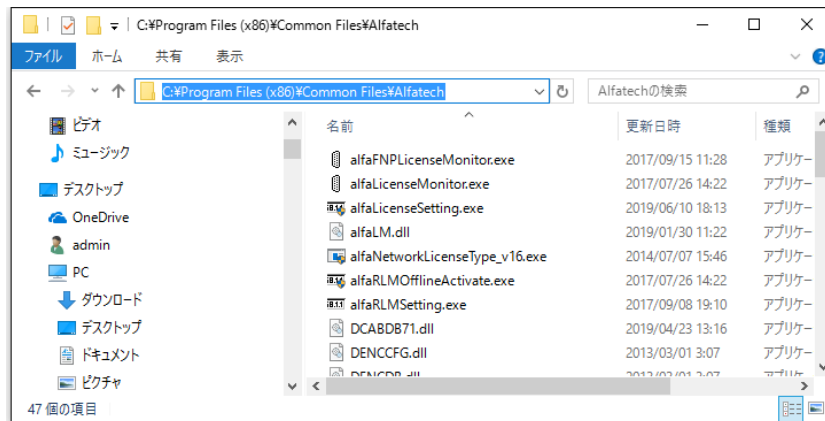 C:¥Program Files (x86)¥Common Files¥Alfatech
ファイル ホーム 共有 表示
C:¥Program Files (x86)¥Common Files¥Alfatech Alfatechの検索
ビデオ
ミュージック
デスクトップ
OneDrive
admin
PC
ダウンロード
デスクトップ
ドキュメント
ピクチャ
名前 更新日時 種類
alfaFNPLicenseMonitor.exe 2017/09/15 11:28 アプリケー
alfaLicenseMonitor.exe 2017/07/26 14:22 アプリケー
alfaLicenseSetting.exe 2019/06/10 18:13 アプリケー
alfaLM.dll 2019/01/30 11:22 アプリケー
alfaNetworkLicenseType_v16.exe 2014/07/07 15:46 アプリケー
alfaRLMOfflineActivate.exe 2017/07/26 14:22 アプリケー
alfaRLMSetting.exe 2017/09/08 19:10 アプリケー
DCABDB71.dll 2019/04/23 13:16 アプリケー
DENCCFG.dll 2013/03/01 3:07 アプリケー
47 個の項目